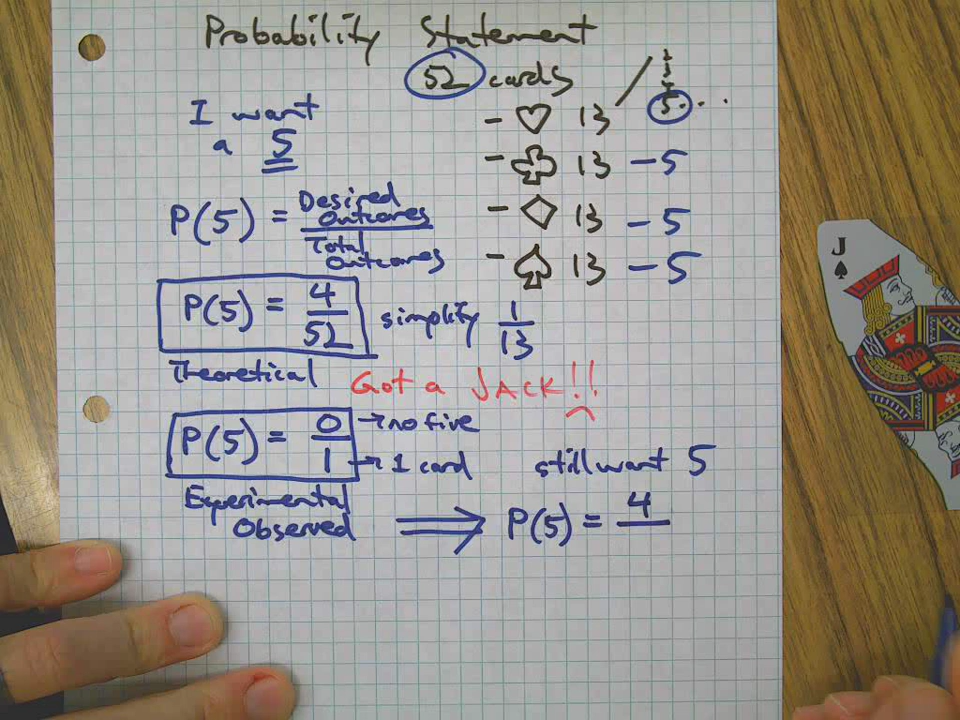 Probability Statement
52 cards
I want
a 5
- ♡ 13
5. . .
- ♧ 13 - 5
- ♢ 13 - 5
- ♤ 13 - 5
P(5) = Desired Outcomes / Total Outcomes
P(5) = 4/52 simplify 1/13
Theoretical
Got a JACK!!
P(5) = 0/1
→ no five
→ 1 card
still want 5
Experimental
Observed
⟹ P(5) = 4/
J